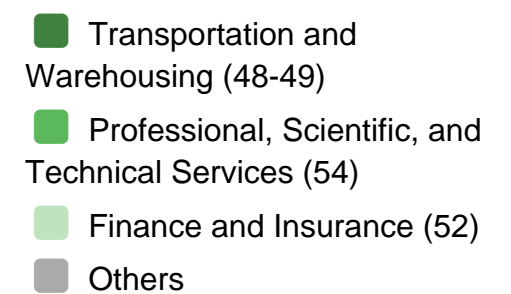 Transportation and
Warehousing (48-49)
Professional, Scientific, and
Technical Services (54)
Finance and Insurance (52)
Others